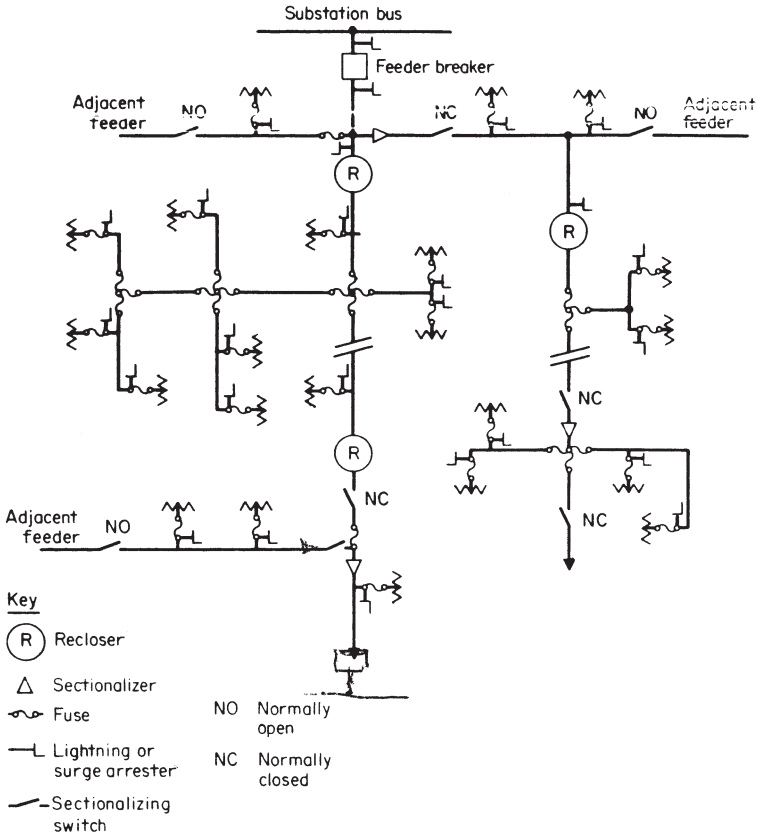 Substation bus
Feeder breaker
Adjacent
feeder
NO
NC
NO
Adjacent
feeder
R
R
NC
R
NC
NC
Adjacent
feeder
NO
Key
R Recloser
Sectionalizer
Fuse
Lightning or
surge arrester
Sectionalizing
switch
NO Normally
open
NC Normally
closed